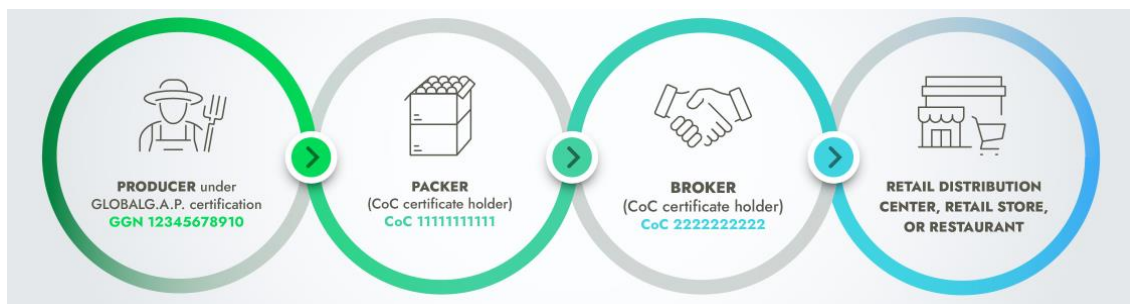 PRODUCER under
GLOBALG.A.P. certification
GGN 12345678910
PACKER
(CoC certificate holder)
CoC 11111111111
BROKER
(CoC certificate holder)
CoC 2222222222
RETAIL DISTRIBUTION
CENTER, RETAIL STORE,
OR RESTAURANT